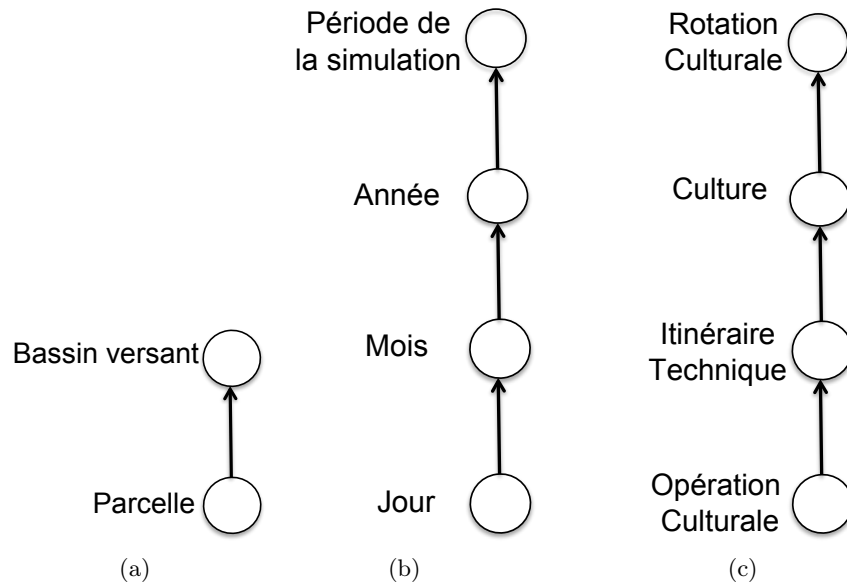 Bassin versant
Parcelle
(a)
Période de
la simulation
Année
Mois
Jour
(b)
Rotation
Culturale
Culture
Itinéraire
Technique
Opération
Culturale
(c)